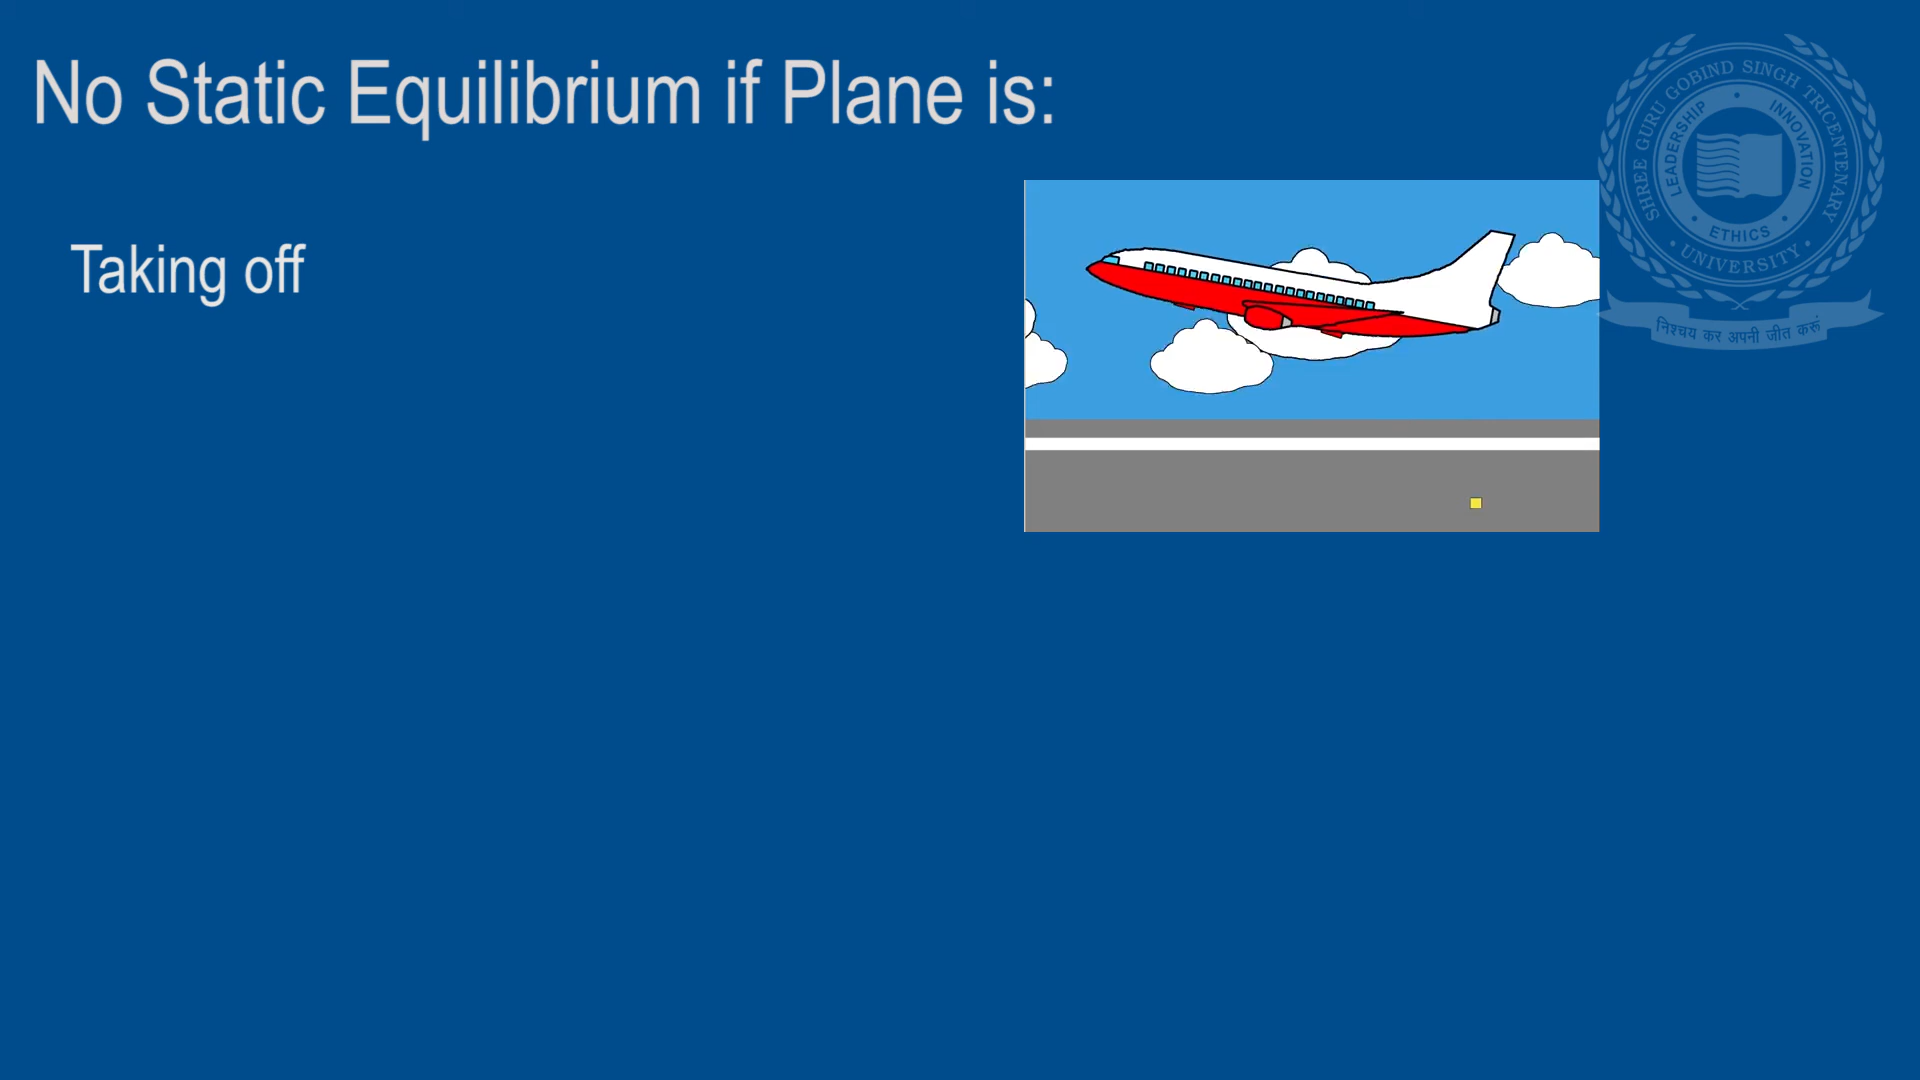 No Static Equilibrium if Plane is:
Taking off
SHREE GURU GOBIND SINGH TRICENTENARY
UNIVERSITY
LEADERSHIP
INNOVATION
ETHICS
निश्चय कर अपनी जीत करूं